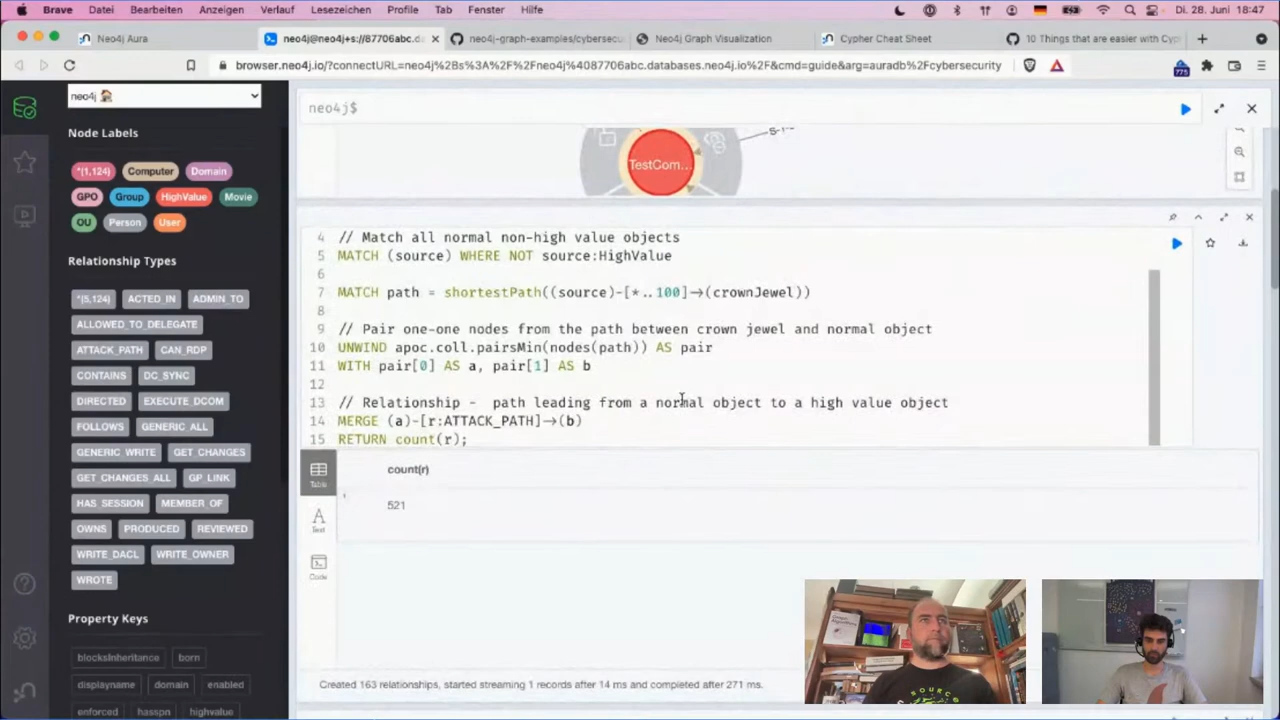 Brave Datei Bearbeiten Anzeigen Verlauf Lesezeichen Profile Tab Fenster Hilfe Di. 28. Juni 18:47
Neo4j Aura neo4j@neo4j+s://87706abc.d neo4j-graph-examples/cybersecu Neo4j Graph Visualization Cypher Cheat Sheet 10 Things that are easier with Cyp
browser.neo4j.io/?connectURL=neo4j%2Bs%3A%2F%2Fneo4j%4087706abc.databases.neo4j.io%2F&cmd=guide&arg=auradb%2Fcybersecurity 775
neo4j
neo4j$
Node Labels
*(1,124) Computer Domain
GPO Group HighValue Movie
OU Person User
TestCom...
Relationship Types
*(5,124) ACTED_IN ADMIN_TO
ALLOWED_TO_DELEGATE
ATTACK_PATH CAN_RDP
CONTAINS DC_SYNC
DIRECTED EXECUTE_DCOM
FOLLOWS GENERIC_ALL
GENERIC_WRITE GET_CHANGES
GET_CHANGES_ALL GP_LINK
HAS_SESSION MEMBER_OF
OWNS PRODUCED REVIEWED
WRITE_DACL WRITE_OWNER
WROTE
Property Keys
blocksInheritance born
displayname domain enabled
enforced hasspn highvalue
4 // Match all normal non-high value objects
5 MATCH (source) WHERE NOT source:HighValue
6
7 MATCH path = shortestPath((source)-[*..100]->(crownJewel))
8
9 // Pair one-one nodes from the path between crown jewel and normal object
10 UNWIND apoc.coll.pairsMin(nodes(path)) AS pair
11 WITH pair[0] AS a, pair[1] AS b
12
13 // Relationship - path leading from a normal object to a high value object
14 MERGE (a)-[r:ATTACK_PATH]->(b)
15 RETURN count(r);
Table
Text
Code
count(r)
521
Created 163 relationships, started streaming 1 records after 14 ms and completed after 271 ms.